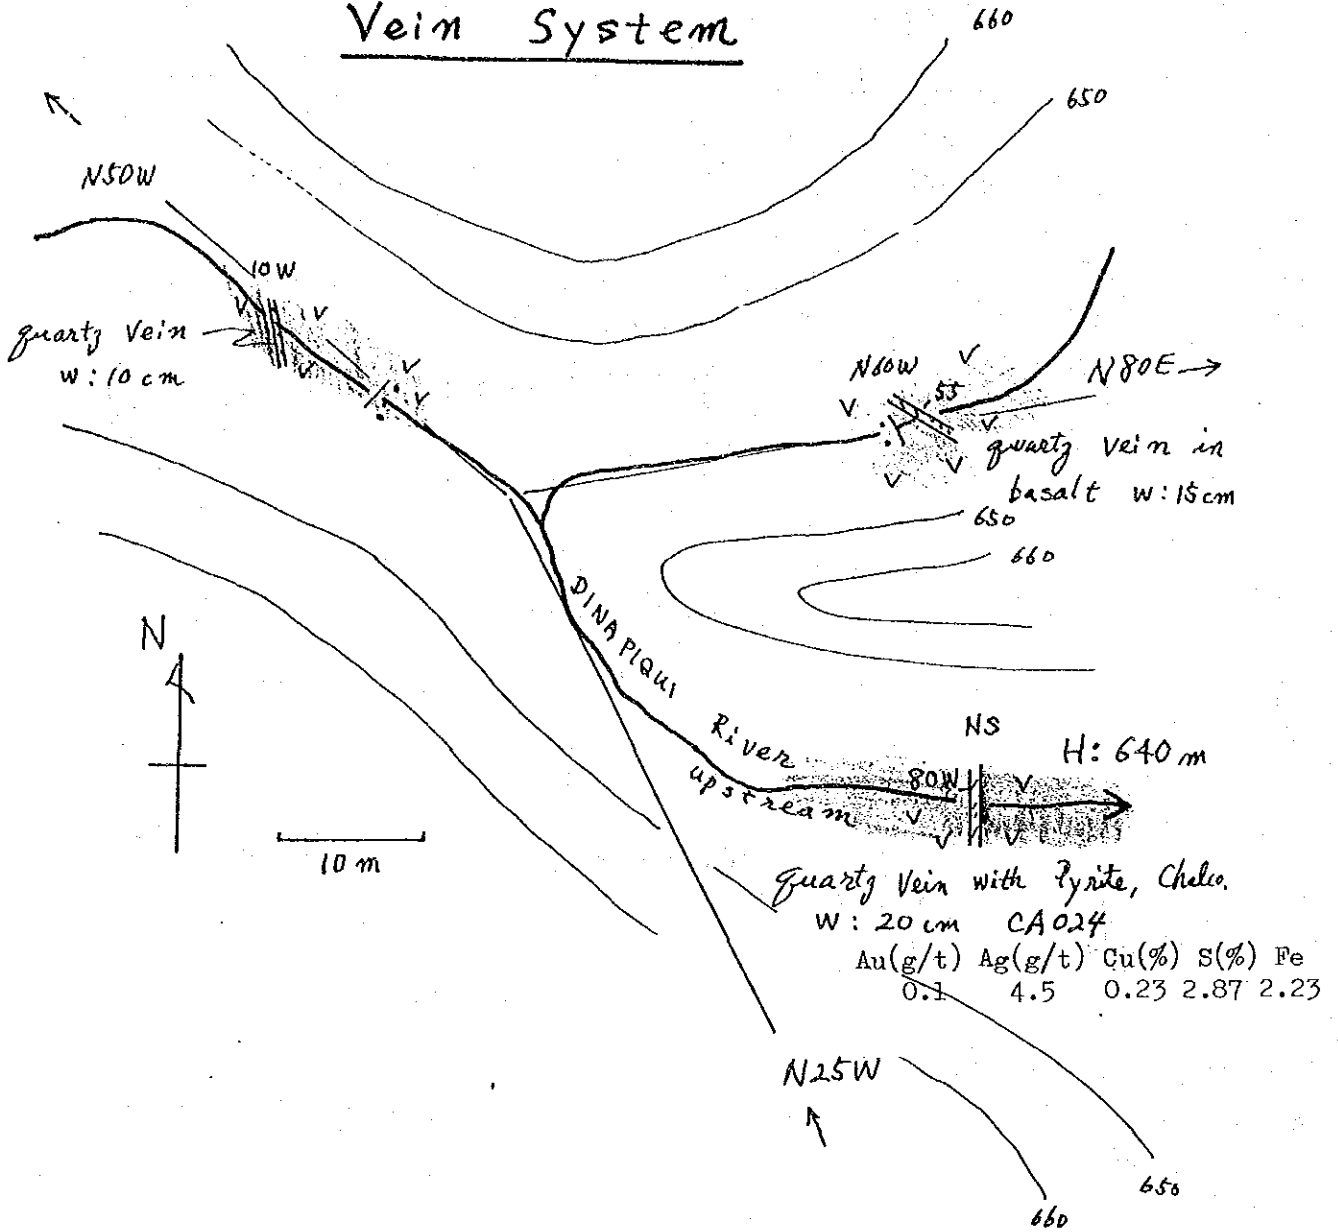 Vein System
660
650
N50W
10W
quartz Vein
w: 10 cm
N60W
55
N80E
quartz vein in
basalt w: 15cm
650
660
N
DINAPIQUI
River
upstream
NS
H: 640 m
80W
10 m
quartz Vein with Pyrite, Chalco.
W: 20 cm CA024
Au(g/t) Ag(g/t) Cu(%) S(%) Fe
0.1 4.5 0.23 2.87 2.23
N25W
650
660